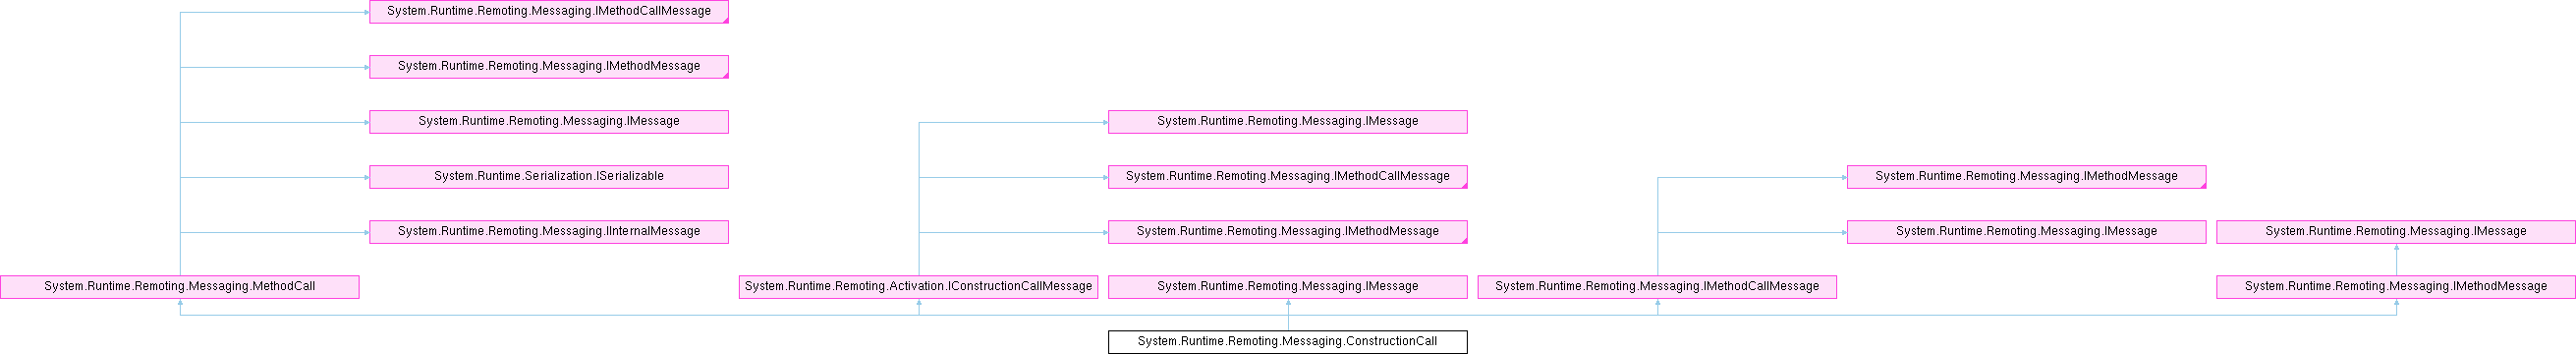 System.Runtime.Remoting.Messaging.IMethodCallMessage
System.Runtime.Remoting.Messaging.IMethodMessage
System.Runtime.Remoting.Messaging.IMessage
System.Runtime.Remoting.Messaging.IMessage
System.Runtime.Serialization.ISerializable
System.Runtime.Remoting.Messaging.IMethodCallMessage
System.Runtime.Remoting.Messaging.IMethodMessage
System.Runtime.Remoting.Messaging.IInternalMessage
System.Runtime.Remoting.Messaging.IMethodMessage
System.Runtime.Remoting.Messaging.IMessage
System.Runtime.Remoting.Messaging.IMessage
System.Runtime.Remoting.Messaging.MethodCall
System.Runtime.Remoting.Activation.IConstructionCallMessage
System.Runtime.Remoting.Messaging.IMessage
System.Runtime.Remoting.Messaging.IMethodCallMessage
System.Runtime.Remoting.Messaging.IMethodMessage
System.Runtime.Remoting.Messaging.ConstructionCall